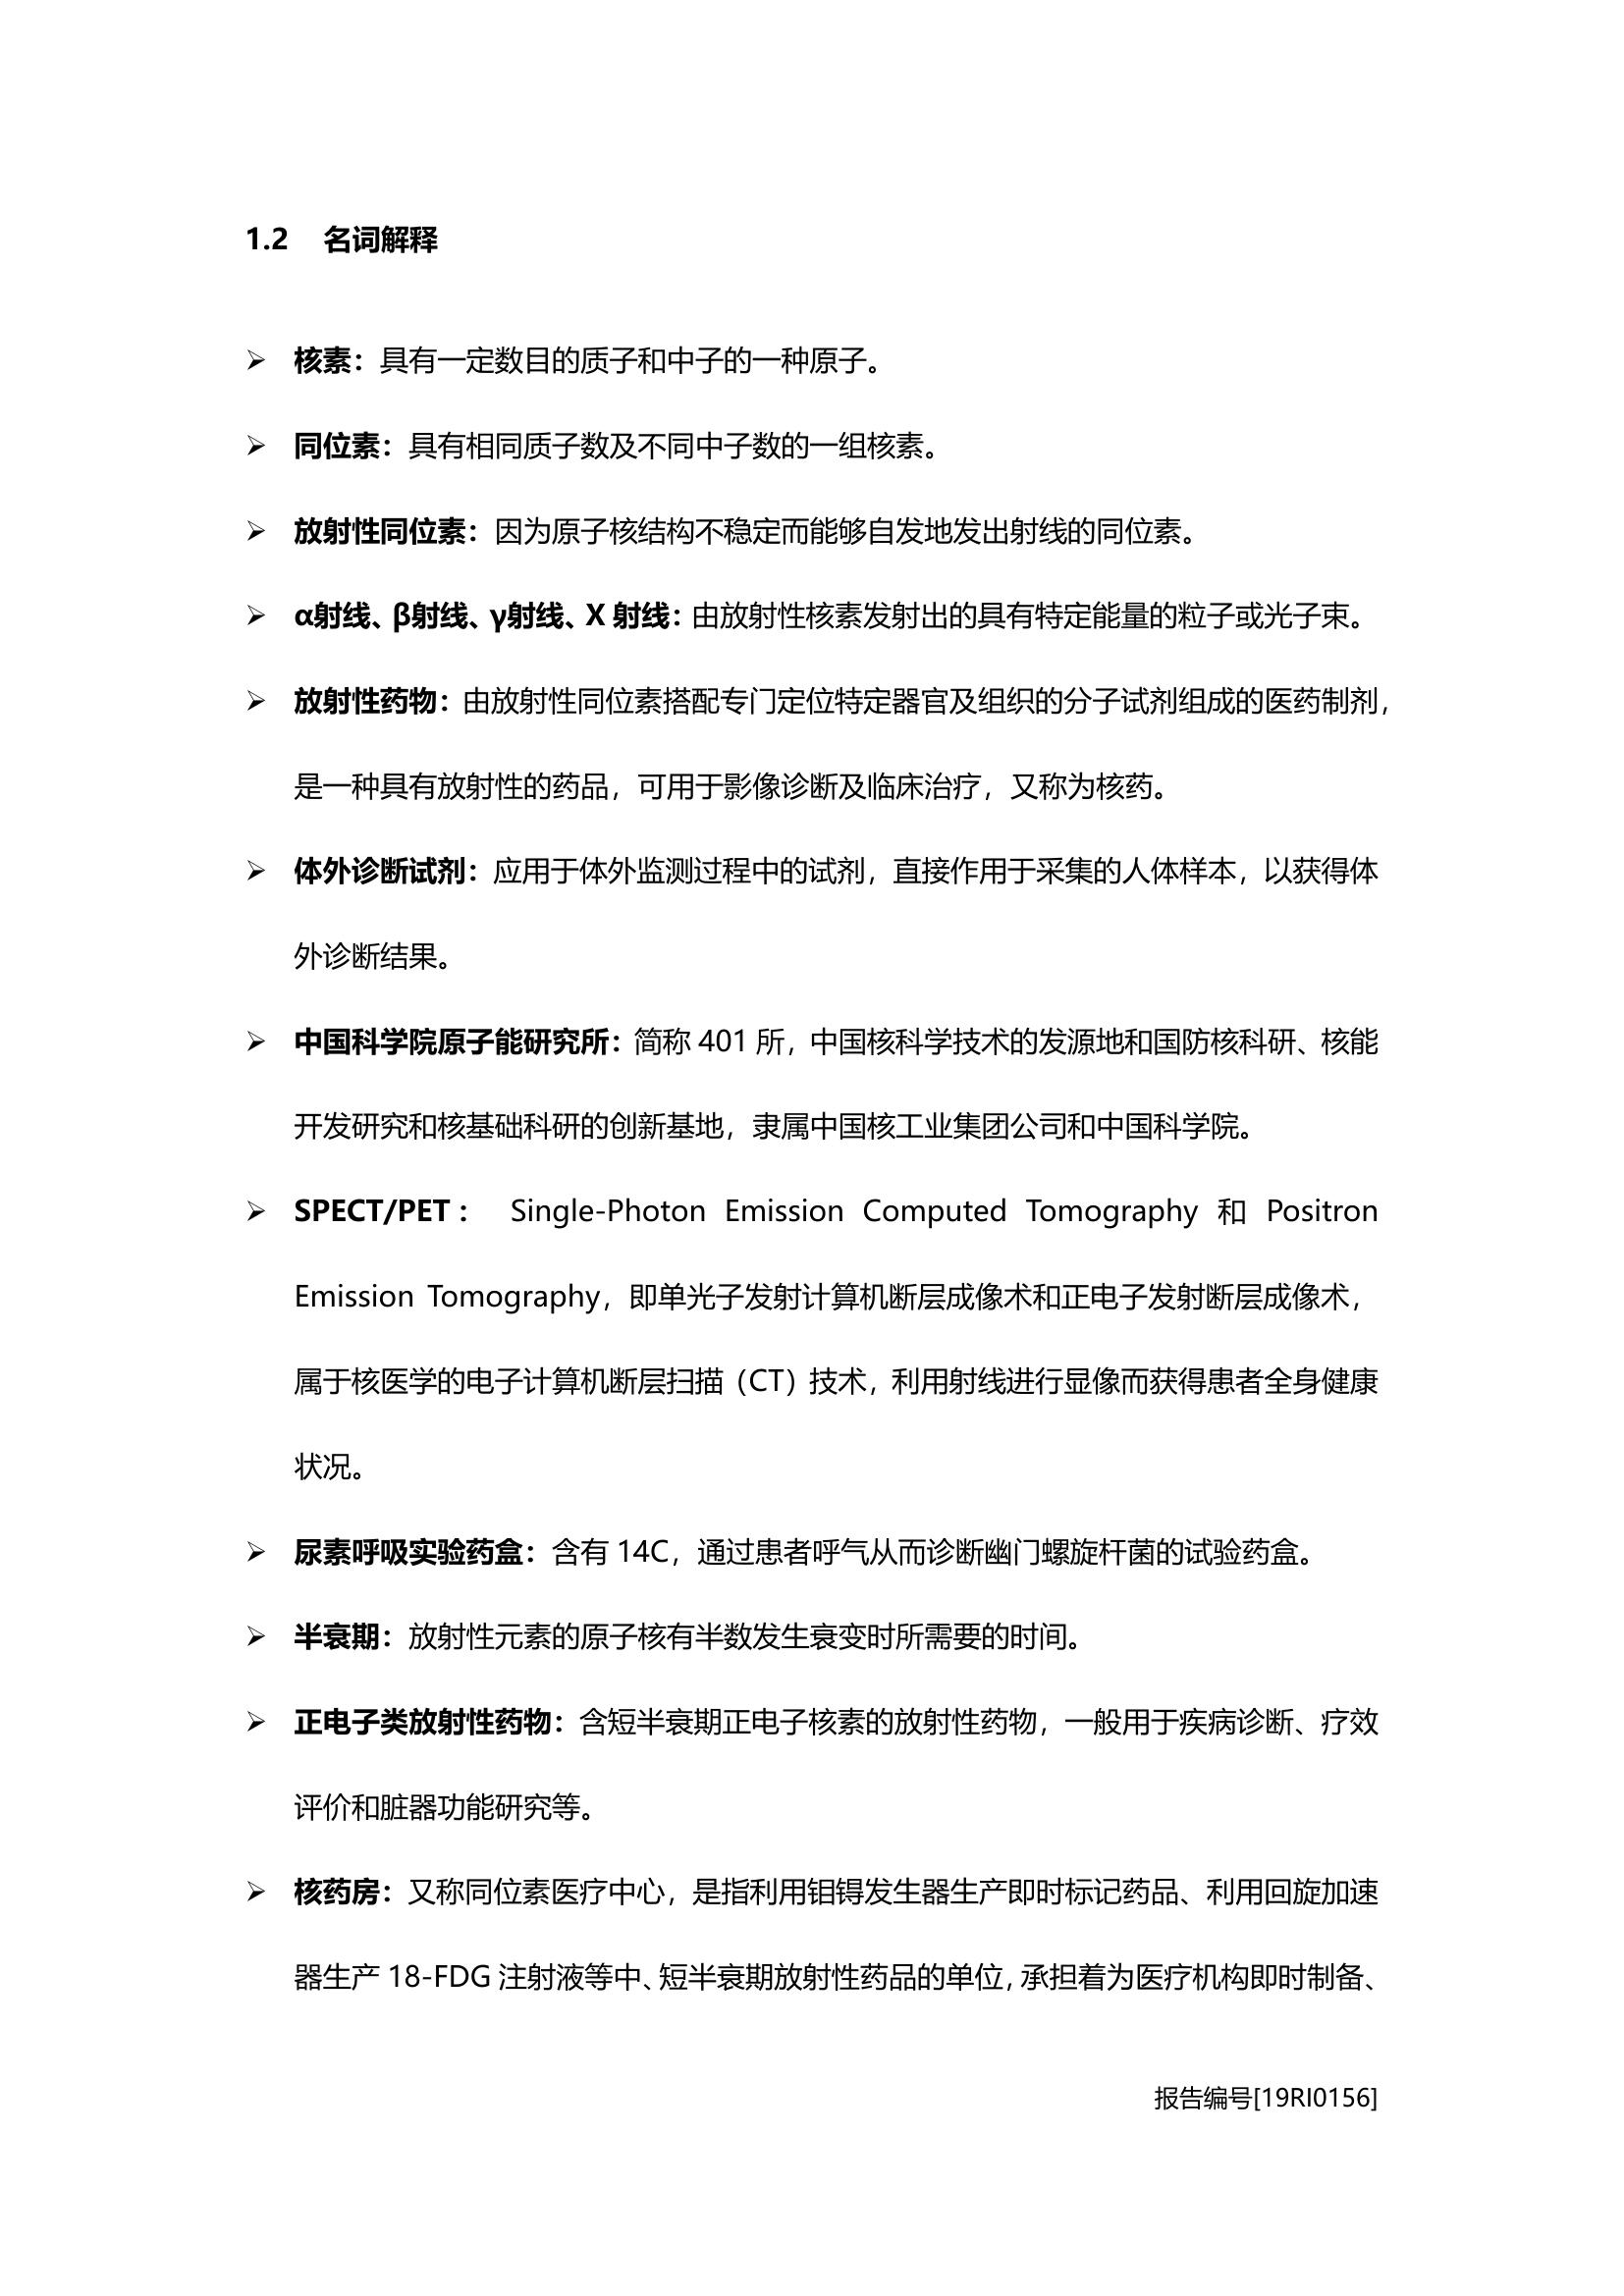 1.2 名词解释
➢ 核素：具有一定数目的质子和中子的一种原子。
➢ 同位素：具有相同质子数及不同中子数的一组核素。
➢ 放射性同位素：因为原子核结构不稳定而能够自发地发出射线的同位素。
➢ α射线、β射线、γ射线、X 射线：由放射性核素发射出的具有特定能量的粒子或光子束。
➢ 放射性药物：由放射性同位素搭配专门定位特定器官及组织的分子试剂组成的医药制剂，
是一种具有放射性的药品，可用于影像诊断及临床治疗，又称为核药。
➢ 体外诊断试剂：应用于体外监测过程中的试剂，直接作用于采集的人体样本，以获得体
外诊断结果。
➢ 中国科学院原子能研究所：简称 401 所，中国核科学技术的发源地和国防核科研、核能
开发研究和核基础科研的创新基地，隶属中国核工业集团公司和中国科学院。
➢ SPECT/PET： Single-Photon Emission Computed Tomography 和 Positron
Emission Tomography，即单光子发射计算机断层成像术和正电子发射断层成像术，
属于核医学的电子计算机断层扫描（CT）技术，利用射线进行显像而获得患者全身健康
状况。
➢ 尿素呼吸实验药盒：含有 14C，通过患者呼气从而诊断幽门螺旋杆菌的试验药盒。
➢ 半衰期：放射性元素的原子核有半数发生衰变时所需要的时间。
➢ 正电子类放射性药物：含短半衰期正电子核素的放射性药物，一般用于疾病诊断、疗效
评价和脏器功能研究等。
➢ 核药房：又称同位素医疗中心，是指利用钼锝发生器生产即时标记药品、利用回旋加速
器生产 18-FDG 注射液等中、短半衰期放射性药品的单位，承担着为医疗机构即时制备、
报告编号[19RI0156]